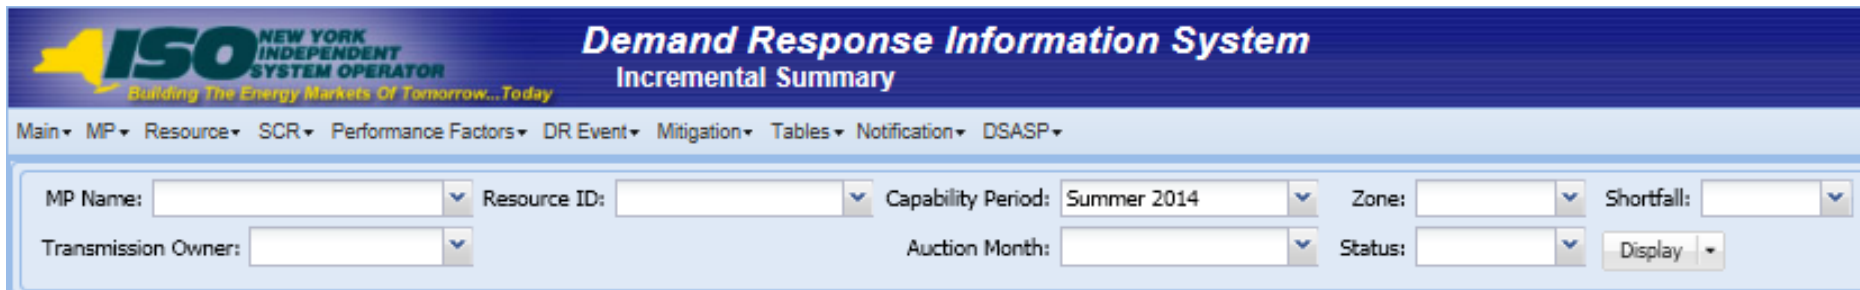 ISO NEW YORK
INDEPENDENT
SYSTEM OPERATOR
Building The Energy Markets Of Tomorrow...Today
Demand Response Information System
Incremental Summary
Main MP Resource SCR Performance Factors DR Event Mitigation Tables Notification DSASP
MP Name: Resource ID: Capability Period: Summer 2014 Zone: Shortfall:
Transmission Owner: Auction Month: Status: Display